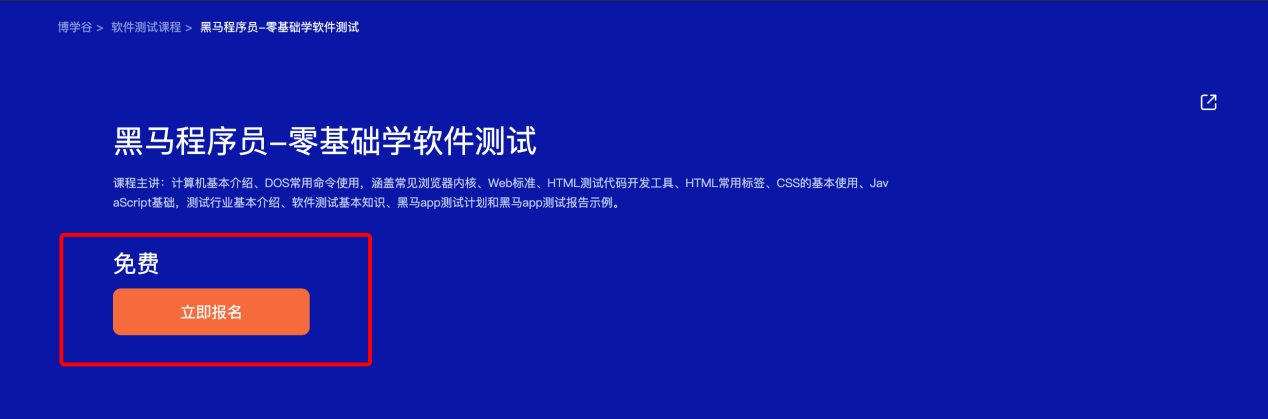 博学谷 > 软件测试课程 > 黑马程序员-零基础学软件测试
黑马程序员-零基础学软件测试
课程主讲：计算机基本介绍、DOS常用命令使用，涵盖常见浏览器内核、Web标准、HTML测试代码开发工具、HTML常用标签、CSS的基本使用、Jav
aScript基础，测试行业基本介绍、软件测试基本知识、黑马app测试计划和黑马app测试报告示例。
免费
立即报名